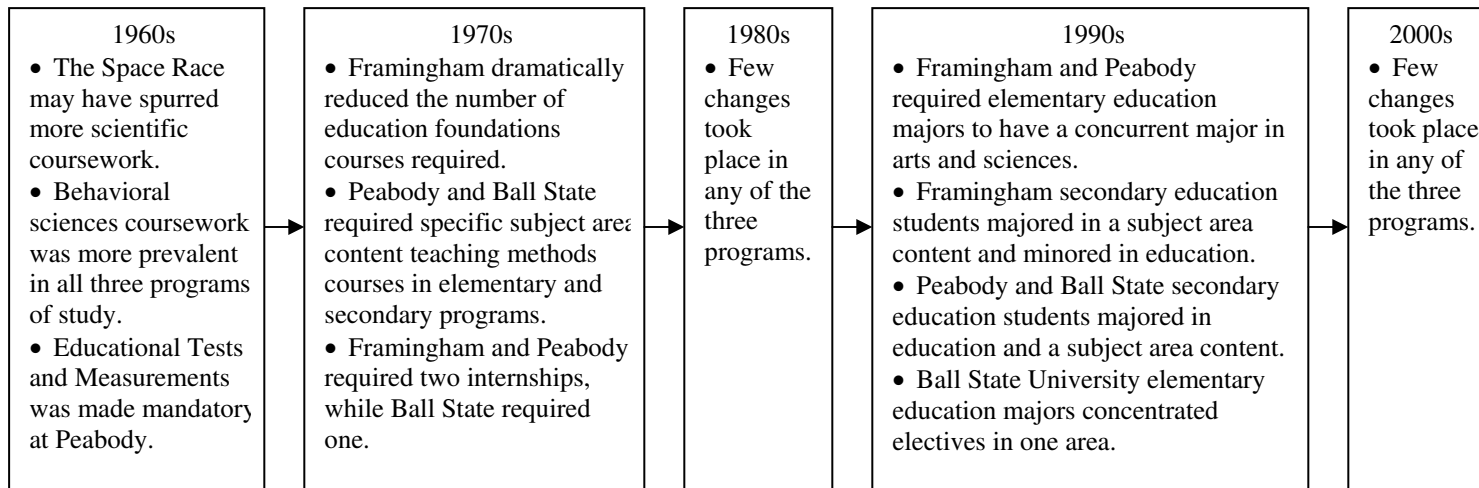 1960s
• The Space Race
may have spurred
more scientific
coursework.
• Behavioral
sciences coursework
was more prevalent
in all three programs
of study.
• Educational Tests
and Measurements
was made mandatory
at Peabody.
1970s
• Framingham dramatically
reduced the number of
education foundations
courses required.
• Peabody and Ball State
required specific subject area
content teaching methods
courses in elementary and
secondary programs.
• Framingham and Peabody
required two internships,
while Ball State required
one.
1980s
• Few
changes
took
place in
any of the
three
programs.
1990s
• Framingham and Peabody
required elementary education
majors to have a concurrent major in
arts and sciences.
• Framingham secondary education
students majored in a subject area
content and minored in education.
• Peabody and Ball State secondary
education students majored in
education and a subject area content.
• Ball State University elementary
education majors concentrated
electives in one area.
2000s
• Few
changes
took place
in any of
the three
programs.